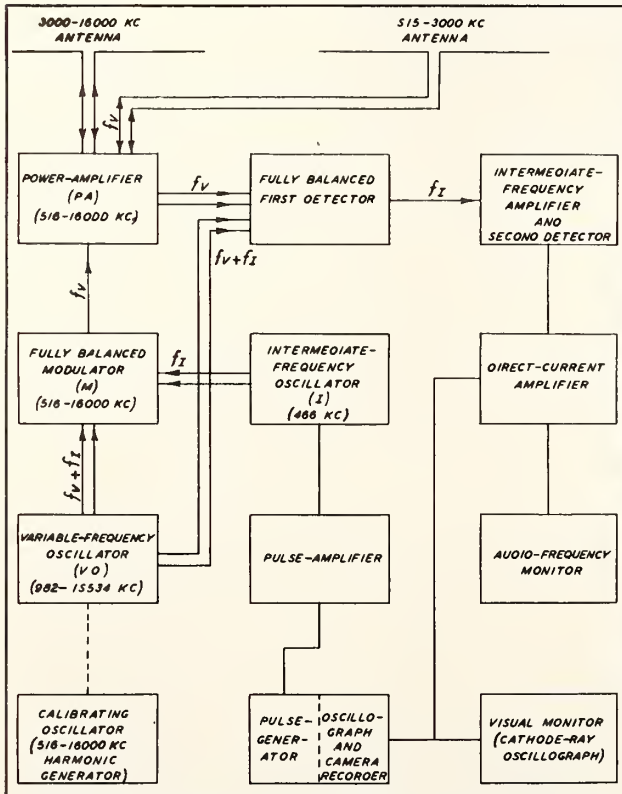 3000-16000 KC
ANTENNA
515-3000 KC
ANTENNA
fV
POWER-AMPLIFIER
(PA)
(516-16000 KC)
fV
FULLY BALANCED
FIRST DETECTOR
fI
INTERMEDIATE-
FREQUENCY
AMPLIFIER
AND
SECOND DETECTOR
fV+fI
fV
FULLY BALANCED
MODULATOR
(M)
(516-16000 KC)
fI
INTERMEDIATE-
FREQUENCY
OSCILLATOR
(I)
(466 KC)
DIRECT-CURRENT
AMPLIFIER
fV+fI
VARIABLE-FREQUENCY
OSCILLATOR
(VO)
(982-15534 KC)
PULSE-AMPLIFIER
AUDIO-FREQUENCY
MONITOR
CALIBRATING
OSCILLATOR
(516-16000 KC
HARMONIC
GENERATOR)
PULSE-
GENER-
ATOR
OSCILLO-
GRAPH
AND
CAMERA
RECORDER
VISUAL MONITOR
(CATHODE-RAY
OSCILLOGRAPH)